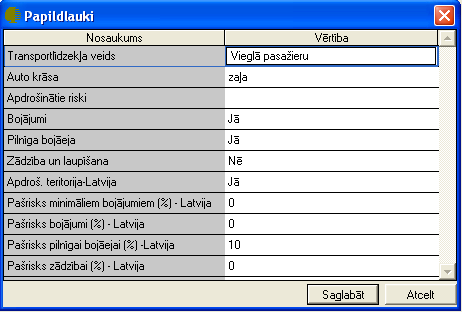 Papildlauki
Nosaukums Vērtība
Transportlīdzekļa veids Vieglā pasažieru
Auto krāsa zaļa
Apdrošinātie riski
Bojājumi Jā
Pilnīga bojāeja Jā
Zādzība un laupīšana Nē
Apdroš. teritorija-Latvija Jā
Pašrisks minimāliem bojājumiem (%) - Latvija 0
Pašrisks bojājumi (%) - Latvija 0
Pašrisks pilnīgai bojāejai (%) -Latvija 10
Pašrisks zādzībai (%) - Latvija 0
Saglabāt Atcelt